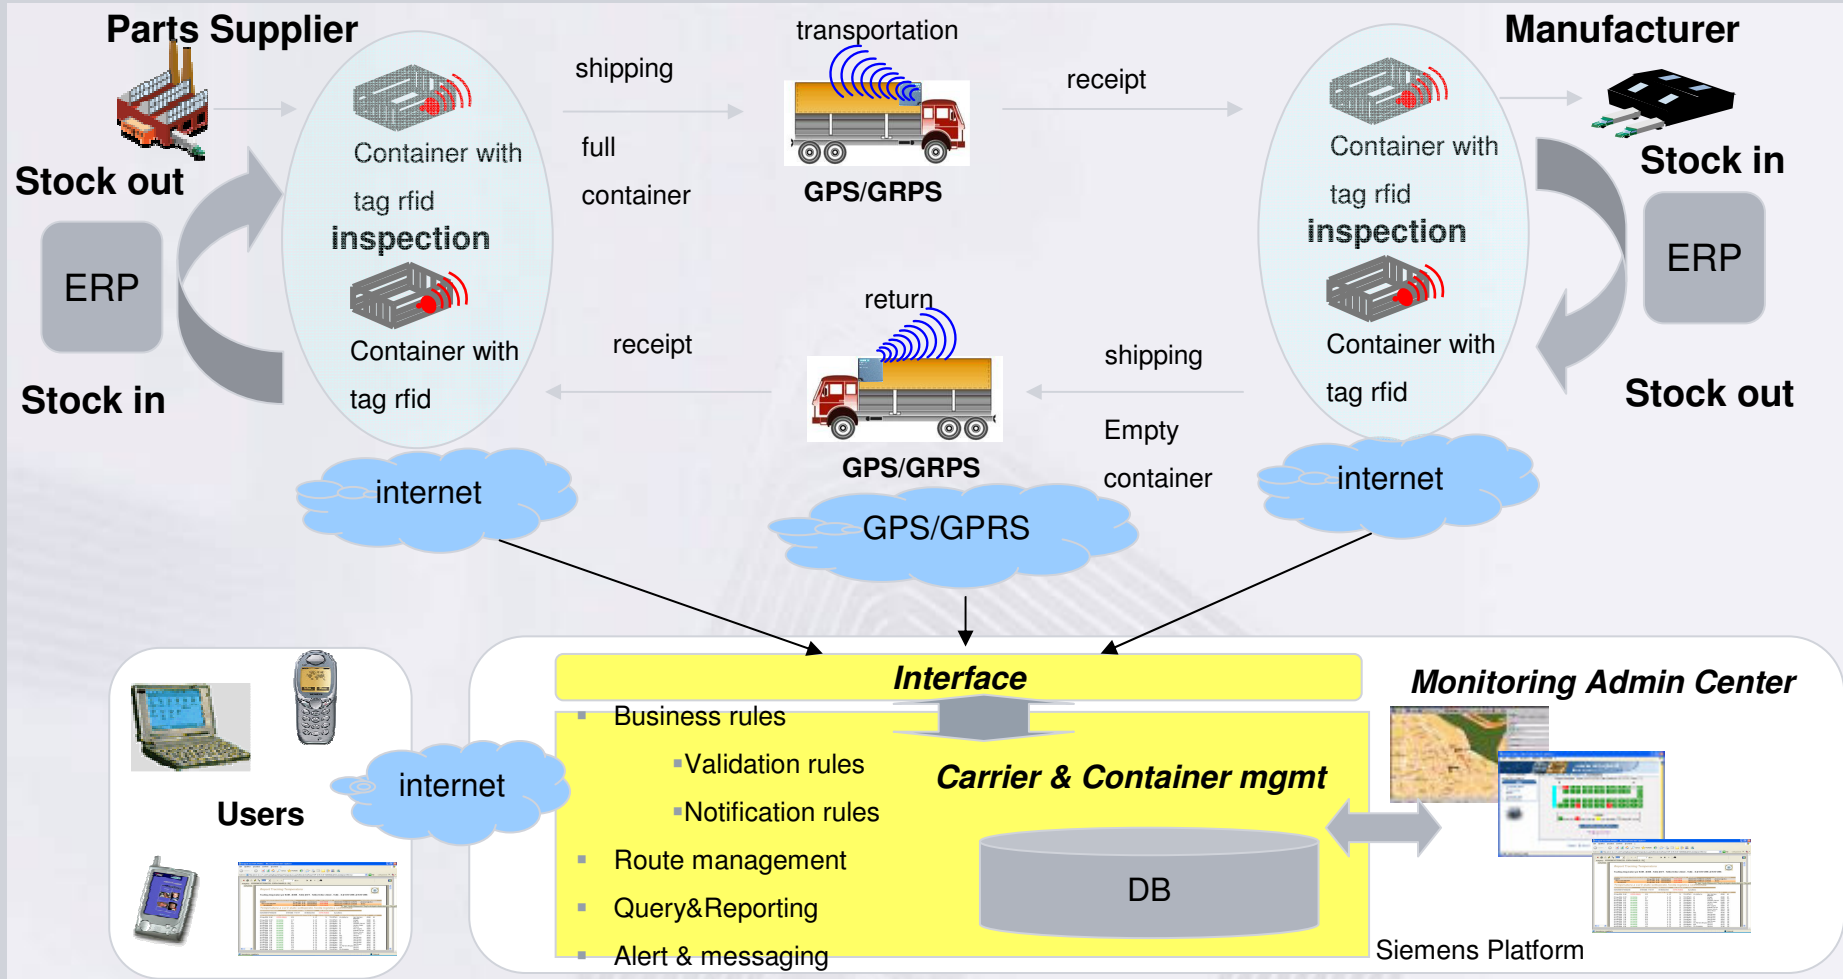 Parts Supplier
transportation
Manufacturer
shipping
receipt
full
container
GPS/GRPS
Container with
tag rfid
inspection
Container with
tag rfid
Stock out
ERP
Stock in
Container with
tag rfid
inspection
Container with
tag rfid
Stock in
ERP
Stock out
return
receipt
shipping
Empty
container
GPS/GRPS
internet
GPS/GPRS
internet
Interface
Monitoring Admin Center
Business rules
Validation rules
Notification rules
Route management
Query&Reporting
Alert & messaging
Carrier & Container mgmt
DB
Users
internet
Siemens Platform